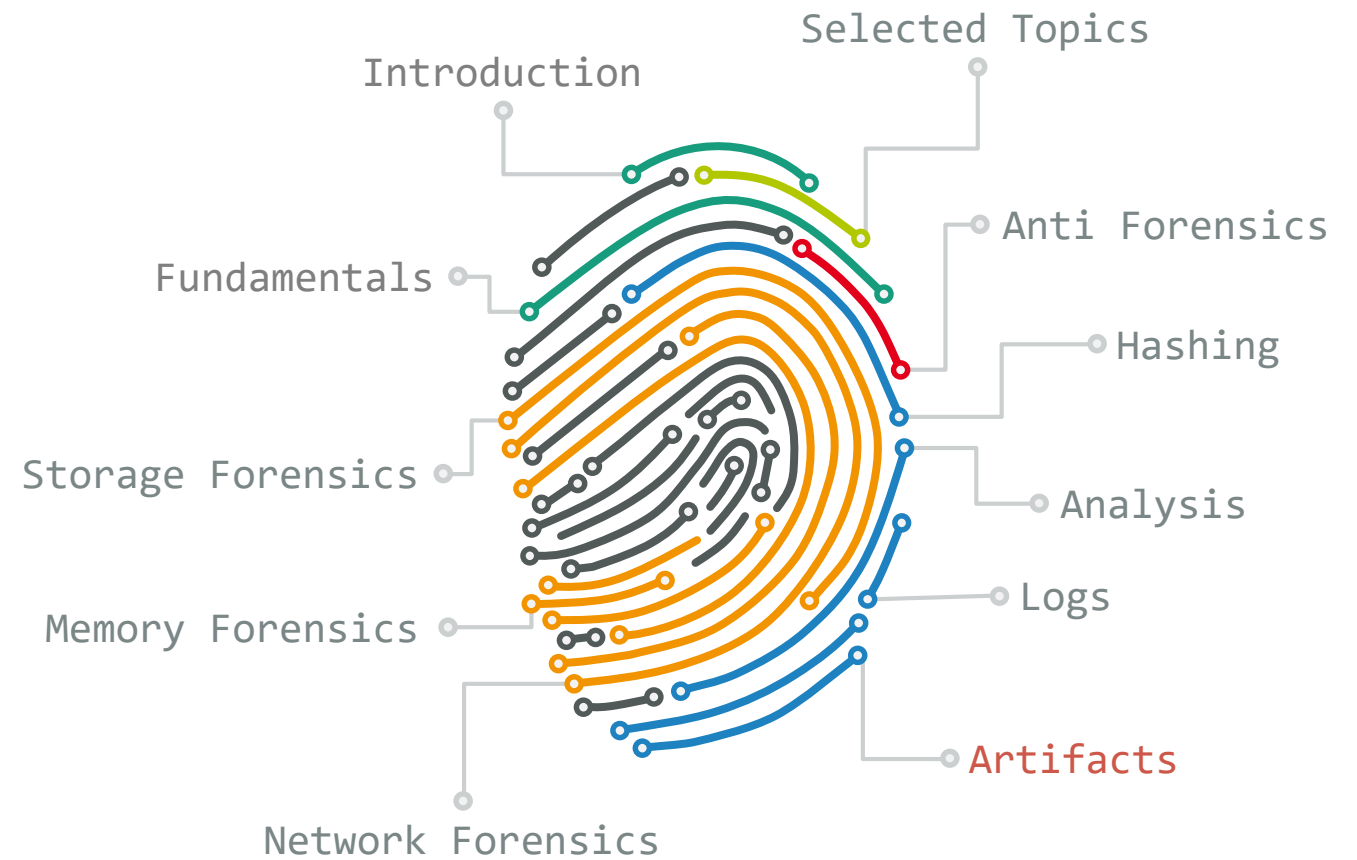 Selected Topics
Introduction
Anti Forensics
Fundamentals
Hashing
Storage Forensics
Analysis
Logs
Memory Forensics
Artifacts
Network Forensics